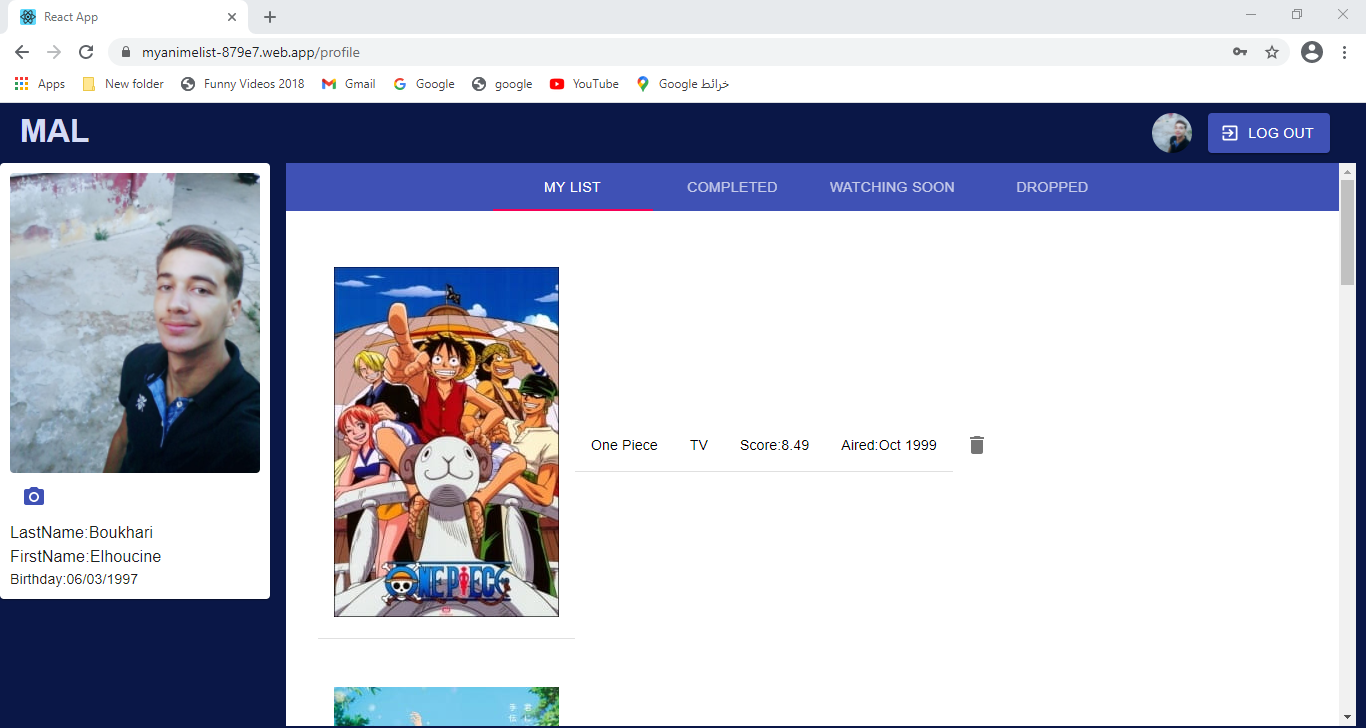 React App
myanimelist-879e7.web.app/profile
Apps New folder Funny Videos 2018 Gmail Google google YouTube خرائط Google
MAL
LOG OUT
MY LIST COMPLETED WATCHING SOON DROPPED
ONE PIECE
One Piece TV Score:8.49 Aired:Oct 1999
LastName:Boukhari
FirstName:Elhoucine
Birthday:06/03/1997